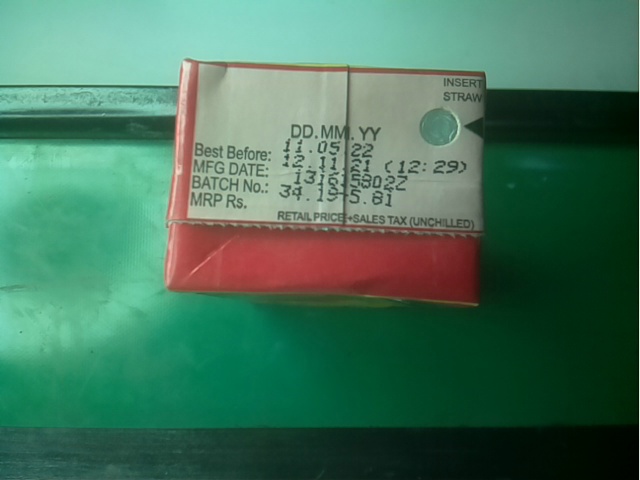 INSERT
STRAW
DD.MM.YY
Best Before: 11.05.22
MFG DATE: 12.11.21 (12:29)
BATCH No.:
MRP Rs.
RETAIL PRICE +SALES TAX (UNCHILLED)